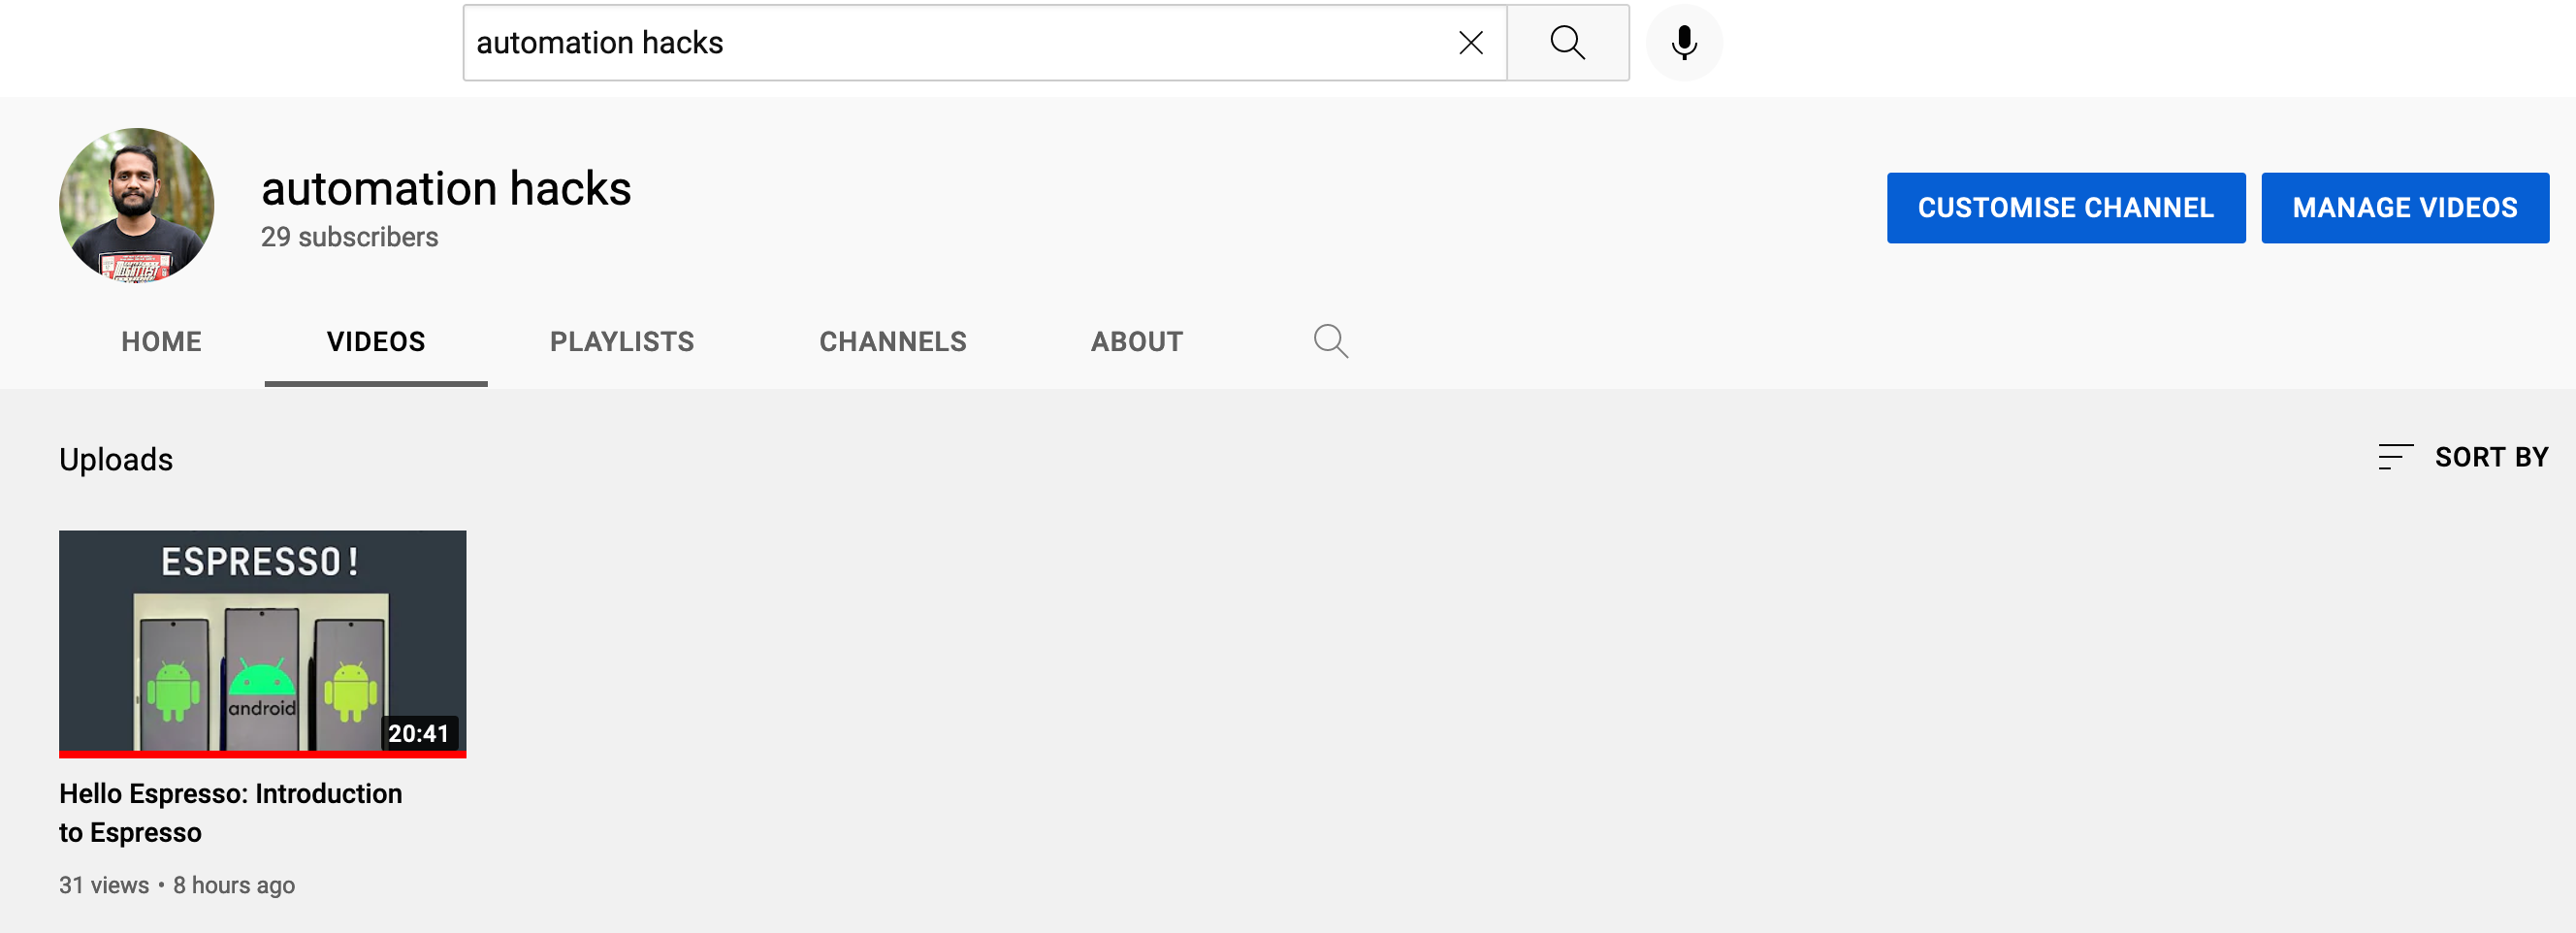 automation hacks
automation hacks
29 subscribers
CUSTOMISE CHANNEL
MANAGE VIDEOS
HOME
VIDEOS
PLAYLISTS
CHANNELS
ABOUT
Uploads
SORT BY
ESPRESSO!
android
20:41
Hello Espresso: Introduction
to Espresso
31 views • 8 hours ago